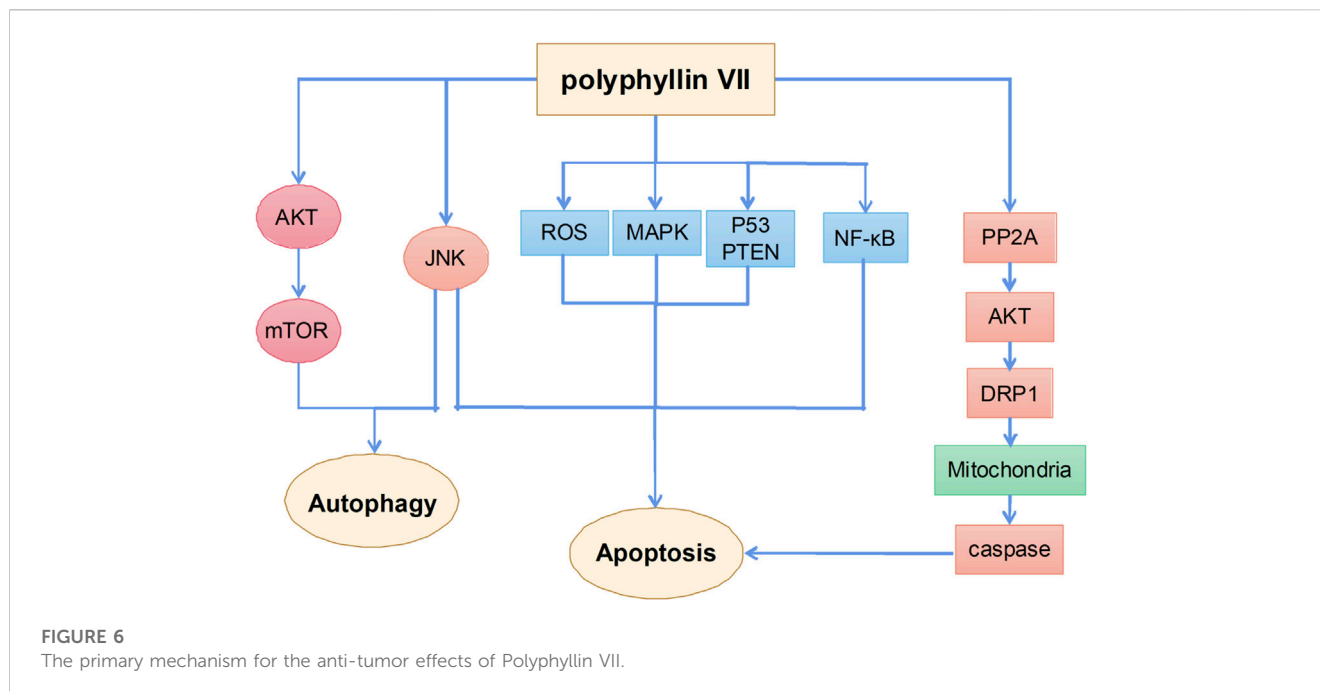 polyphyllin VII
AKT
mTOR
JNK
ROS
MAPK
P53
PTEN
NF-κB
PP2A
AKT
DRP1
Mitochondria
caspase
Autophagy
Apoptosis
FIGURE 6
The primary mechanism for the anti-tumor effects of Polyphyllin VII.